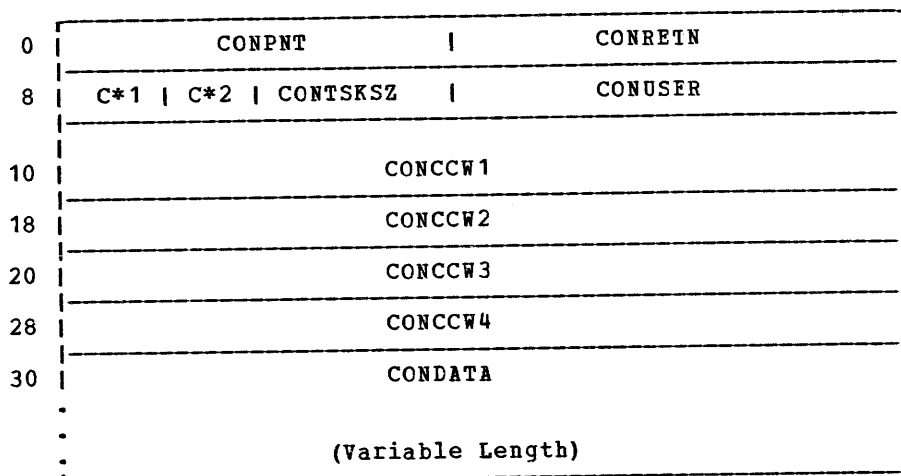 0 | CONPNT | CONRETN
8 | C*1 | C*2 | CONTSKSZ | CONUSER
10 | CONCCW1
18 | CONCCW2
20 | CONCCW3
28 | CONCCW4
30 | CONDATA
(Variable Length)